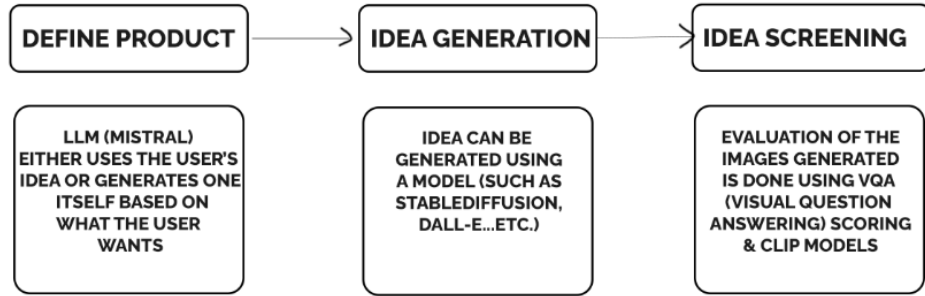 DEFINE PRODUCT
IDEA GENERATION
IDEA SCREENING
LLM (MISTRAL)
EITHER USES THE USER'S
IDEA OR GENERATES ONE
ITSELF BASED ON
WHAT THE USER
WANTS
IDEA CAN BE
GENERATED USING
A MODEL (SUCH AS
STABLEDIFFUSION,
DALL-E...ETC.)
EVALUATION OF THE
IMAGES GENERATED
IS DONE USING VQA
(VISUAL QUESTION
ANSWERING) SCORING
& CLIP MODELS